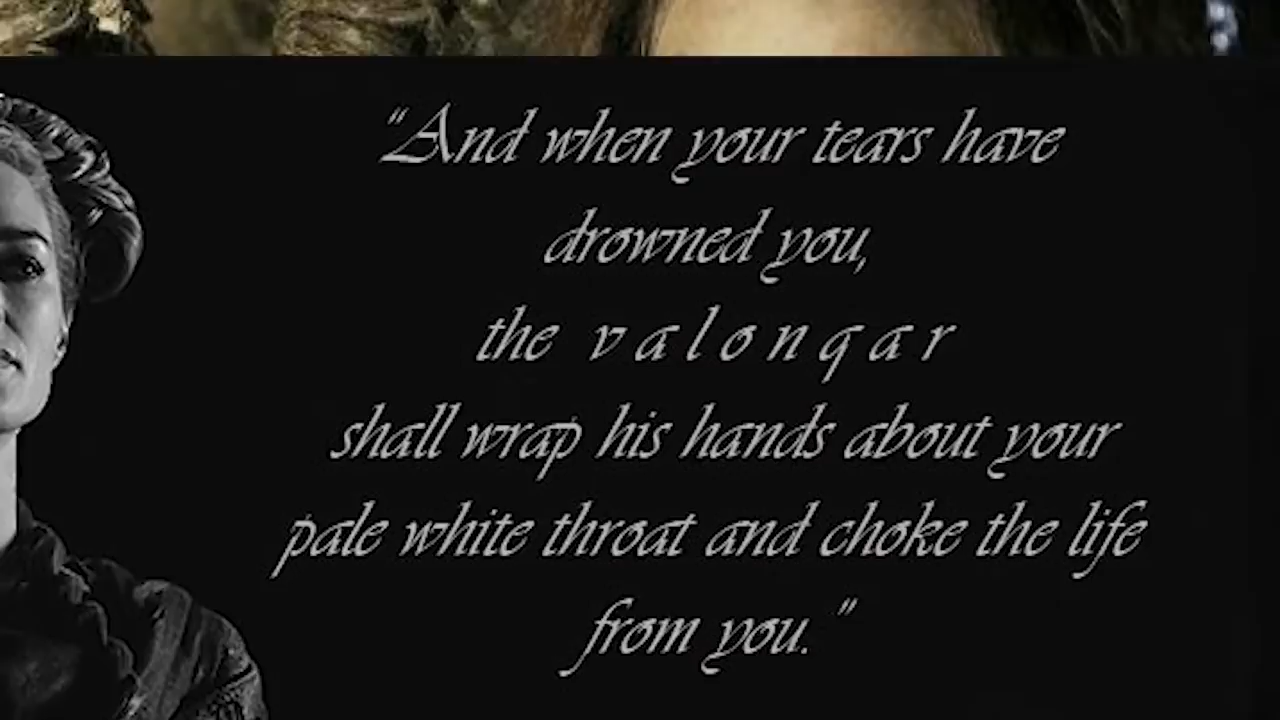 "And when your tears have
drowned you,
the valonqar
shall wrap his hands about your
pale white throat and choke the life
from you."